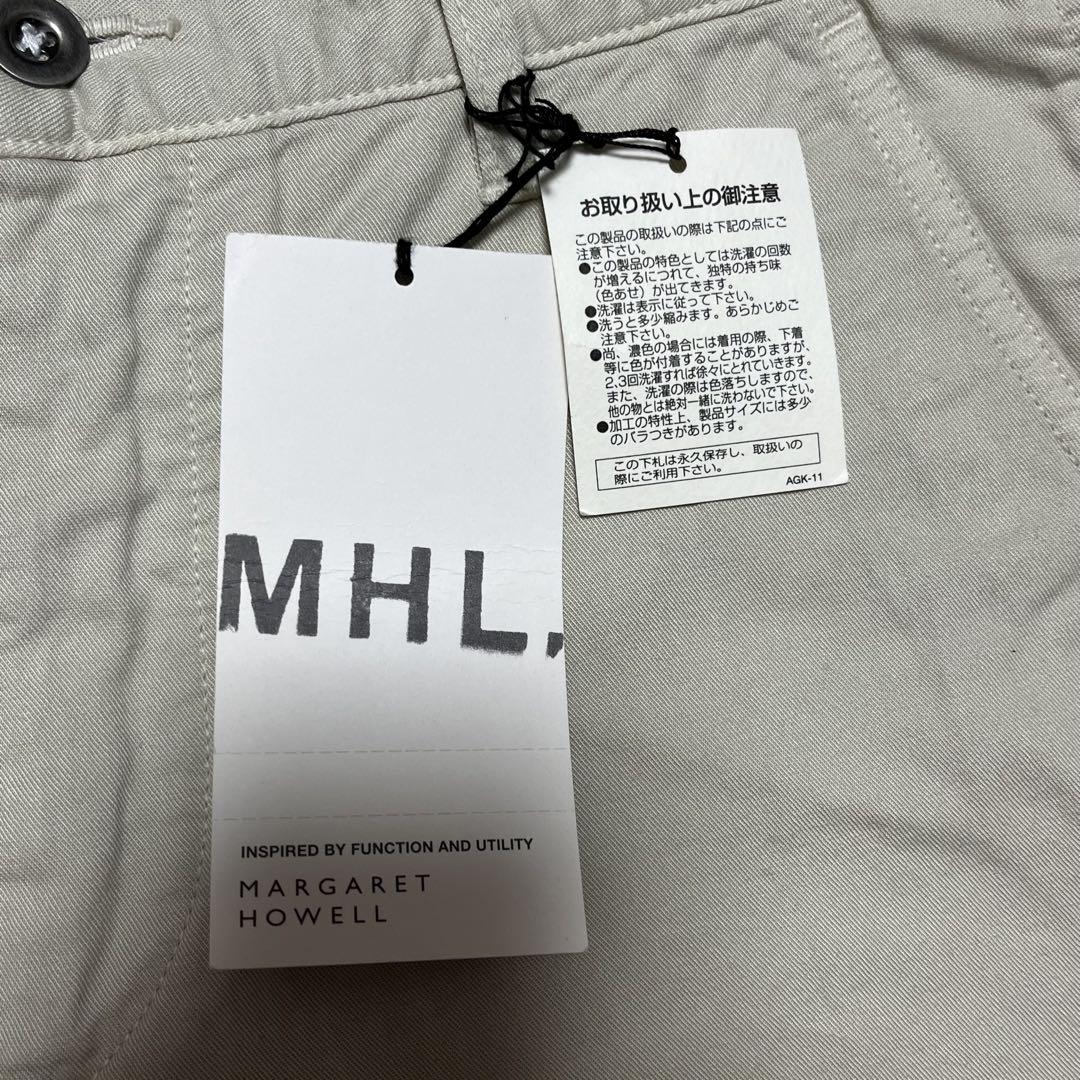 お取り扱い上の御注意
この製品の取扱いの際は下記の点にご
注意下さい。
●この製品の特色としては洗濯の回数
が増えるにつれて、独特の持ち味
（色あせ）が出てきます。
●洗濯は表示に従って下さい。
●洗うと多少縮みます。あらかじめご
注意下さい。
●尚、濃色の場合には着用の際、下着
等に色が付着することがありますが、
2,3回洗濯すれば徐々にとれていきます。
また、洗濯の際は色落ちしますので、
他の物とは絶対一緒に洗わないで下さい。
●加工の特性上、製品サイズには多少
のバラつきがあります。
この下札は永久保存し、取扱いの
際にご利用下さい。
AGK-11
MHL,
INSPIRED BY FUNCTION AND UTILITY
MARGARET
HOWELL